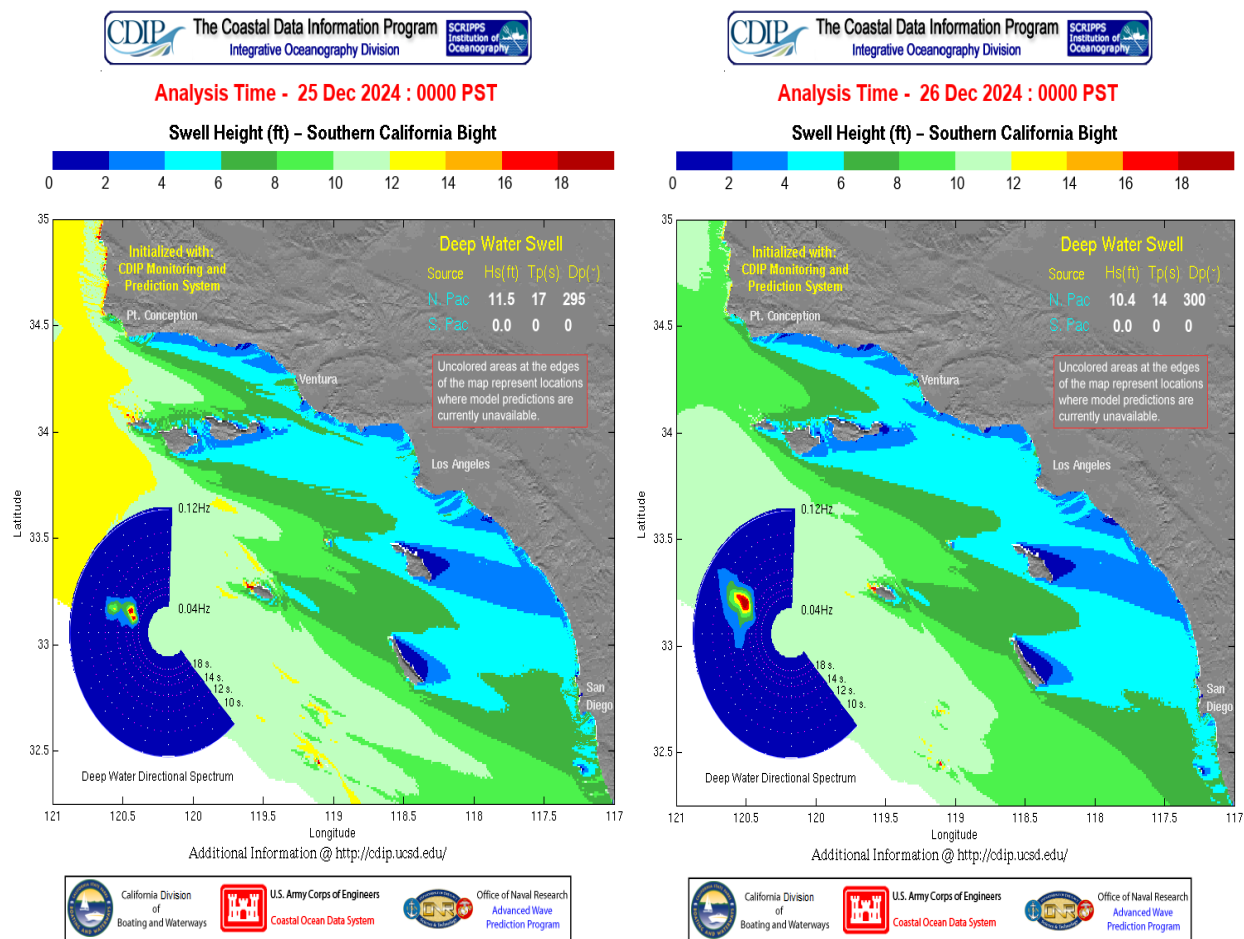 CDIP
The Coastal Data Information Program
Integrative Oceanography Division
SCRIPPS
Institution of
Oceanography
Analysis Time - 25 Dec 2024 : 0000 PST
Swell Height (ft) – Southern California Bight
0 2 4 6 8 10 12 14 16 18
35
34.5
34
33.5
33
32.5
Latitude
Initialized with:
CDIP Monitoring and
Prediction System
Pt. Conception
Deep Water Swell
Source Hs(ft) Tp(s) Dp(°)
N. Pac 11.5 17 295
S. Pac 0.0 0 0
Uncolored areas at the edges
of the map represent locations
where model predictions are
currently unavailable.
Ventura
Los Angeles
San
Diego
0.12Hz
0.04Hz
18 s.
14 s.
12 s.
10 s.
Deep Water Directional Spectrum
121 120.5 120 119.5 119 118.5 118 117.5 117
Longitude
Additional Information @ http://cdip.ucsd.edu/
California Division
of
Boating and Waterways
U.S. Army Corps of Engineers
Coastal Ocean Data System
ONR
Office of Naval Research
Advanced Wave
Prediction Program
CDIP
The Coastal Data Information Program
Integrative Oceanography Division
SCRIPPS
Institution of
Oceanography
Analysis Time - 26 Dec 2024 : 0000 PST
Swell Height (ft) – Southern California Bight
0 2 4 6 8 10 12 14 16 18
35
34.5
34
33.5
33
32.5
Latitude
Initialized with:
CDIP Monitoring and
Prediction System
Pt. Conception
Deep Water Swell
Source Hs(ft) Tp(s) Dp(°)
N. Pac 10.4 14 300
S. Pac 0.0 0 0
Uncolored areas at the edges
of the map represent locations
where model predictions are
currently unavailable.
Ventura
Los Angeles
San
Diego
0.12Hz
0.04Hz
18 s.
14 s.
12 s.
10 s.
Deep Water Directional Spectrum
121 120.5 120 119.5 119 118.5 118 117.5 117
Longitude
Additional Information @ http://cdip.ucsd.edu/
California Division
of
Boating and Waterways
U.S. Army Corps of Engineers
Coastal Ocean Data System
ONR
Office of Naval Research
Advanced Wave
Prediction Program